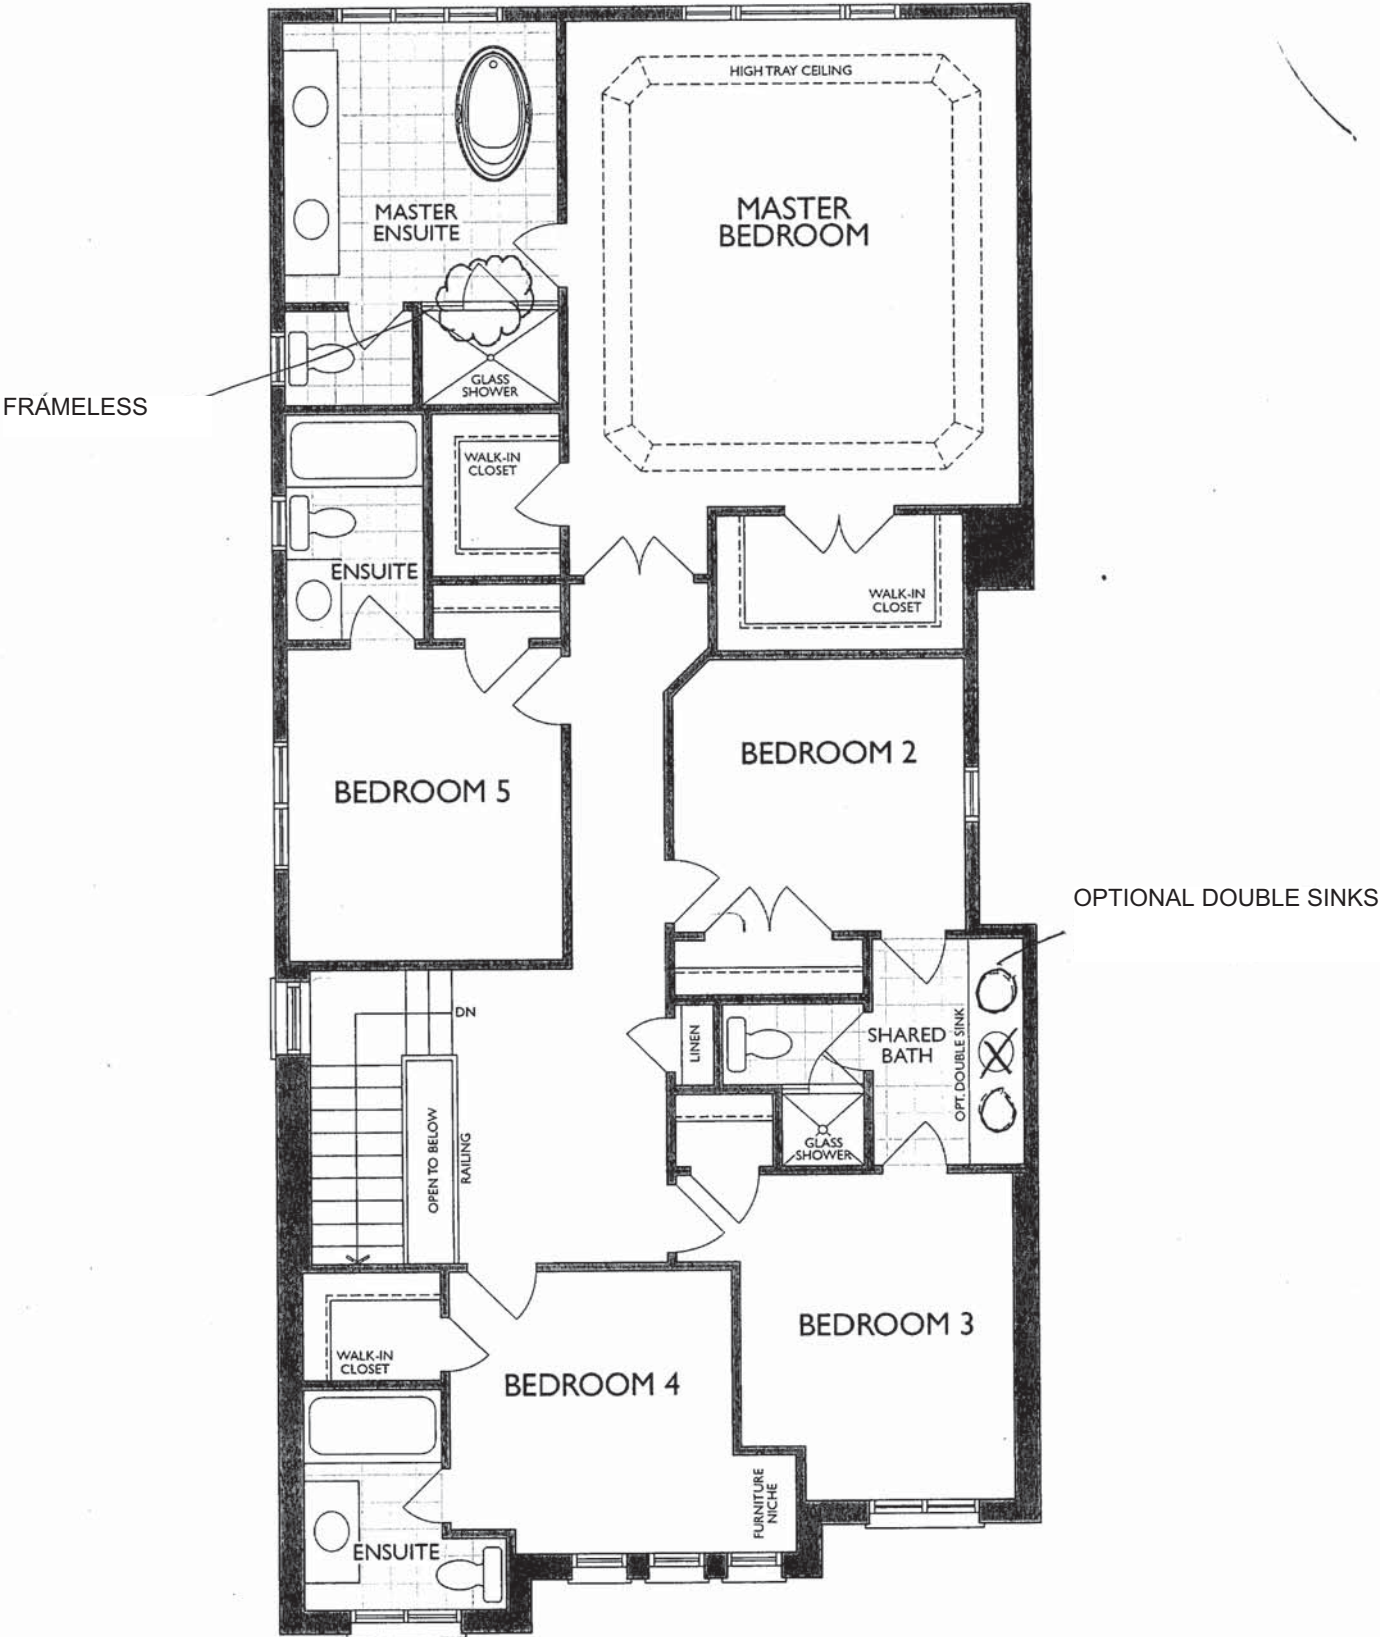 HIGH TRAY CEILING
MASTER
ENSUITE
MASTER
BEDROOM
GLASS
SHOWER
FRÁMELESS
WALK-IN
CLOSET
ENSUITE
WALK-IN
CLOSET
BEDROOM 2
BEDROOM 5
OPTIONAL DOUBLE SINKS
DN
LINEN
SHARED
BATH
OPT. DOUBLE SINK
OPEN TO BELOW
RAILING
GLASS
SHOWER
BEDROOM 3
WALK-IN
CLOSET
BEDROOM 4
FURNITURE
NICHE
ENSUITE